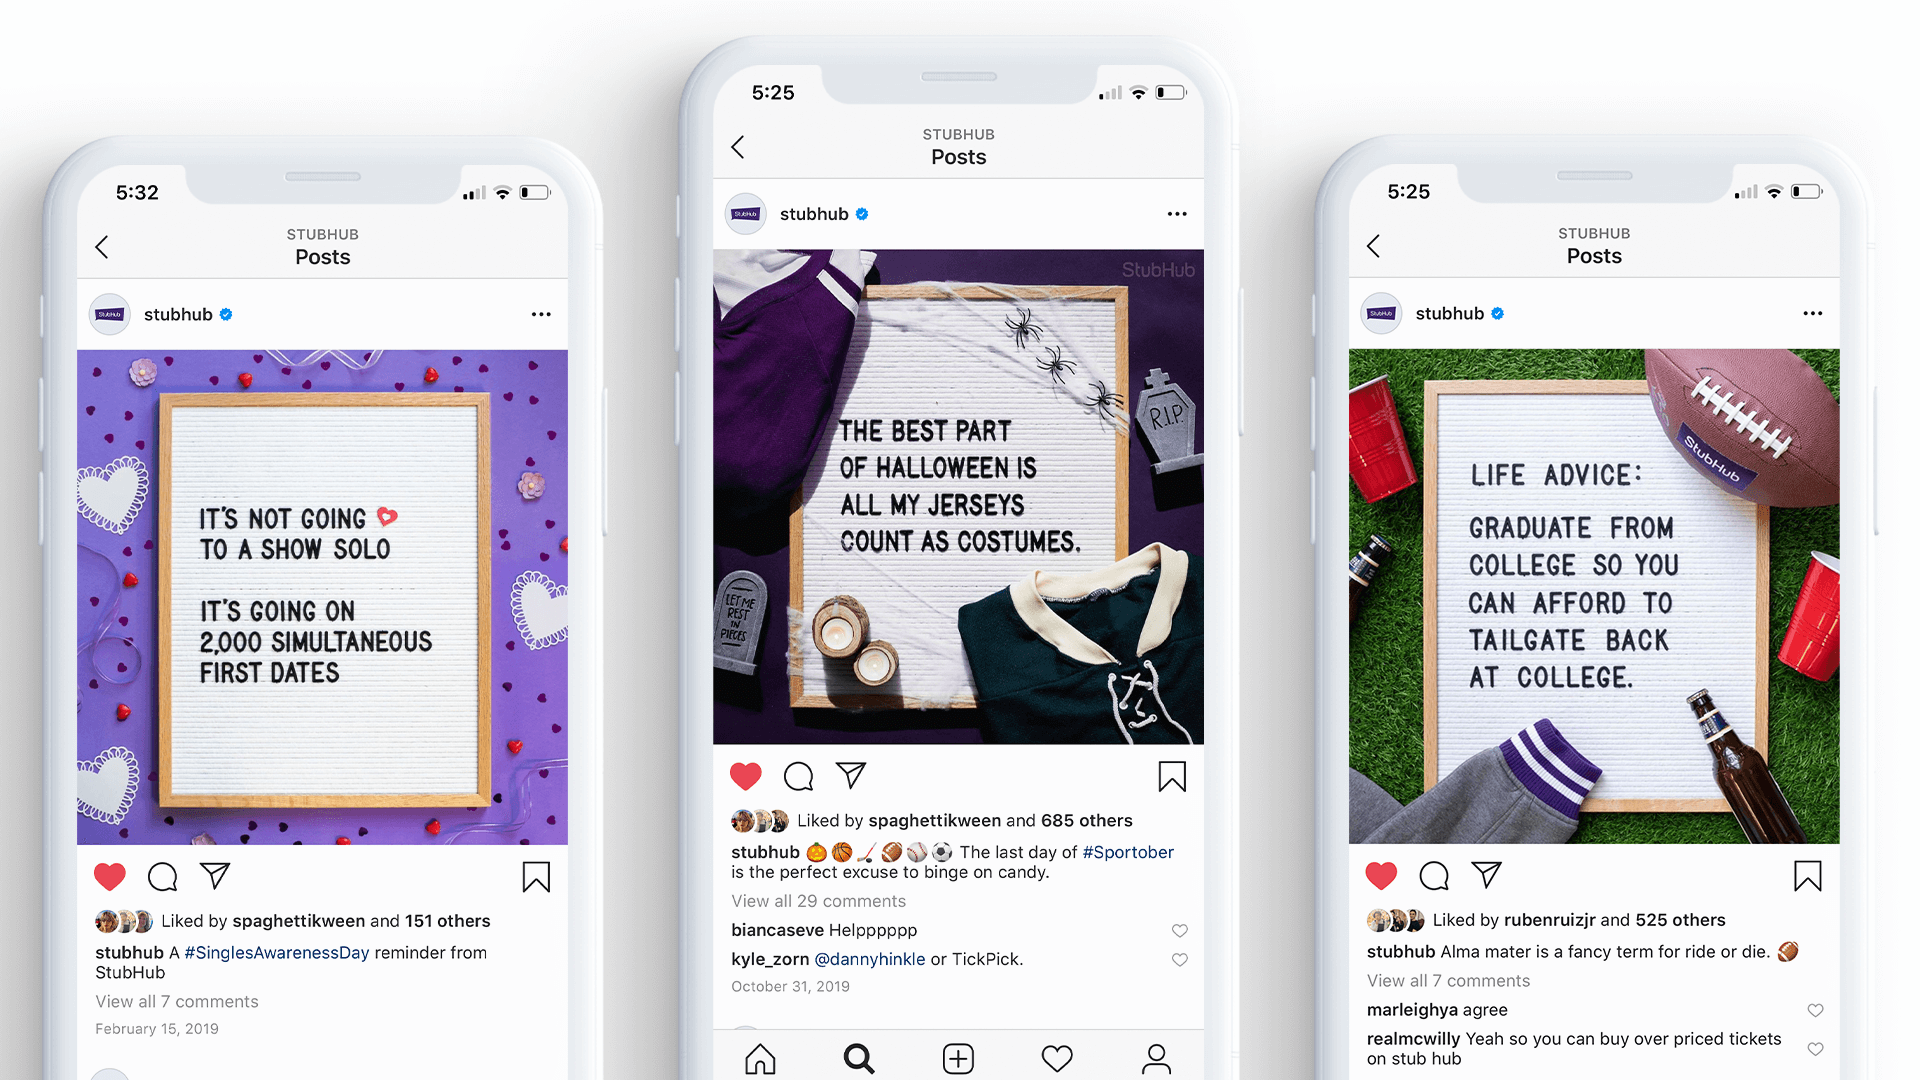 5:32
STUBHUB
Posts
StubHub
stubhub
IT'S NOT GOING
TO A SHOW SOLO
IT'S GOING ON
2,000 SIMULTANEOUS
FIRST DATES
Liked by spaghettikween and 151 others
stubhub A #SinglesAwarenessDay reminder from
StubHub
View all 7 comments
February 15, 2019
5:25
STUBHUB
Posts
StubHub
stubhub
StubHub
R.I.P.
THE BEST PART
OF HALLOWEEN IS
ALL MY JERSEYS
COUNT AS COSTUMES.
LET ME
REST
IN
PIECES
Liked by spaghettikween and 685 others
stubhub 🎃🏀🏒🏈⚾⚽ The last day of #Sportober
is the perfect excuse to binge on candy.
View all 29 comments
biancaseve Helpppppp
kyle_zorn @dannyhinkle or TickPick.
October 31, 2019
5:25
STUBHUB
Posts
StubHub
stubhub
StubHub
LIFE ADVICE:
GRADUATE FROM
COLLEGE SO YOU
CAN AFFORD TO
TAILGATE BACK
AT COLLEGE.
Liked by rubenruizjr and 525 others
stubhub Alma mater is a fancy term for ride or die. 🏈
View all 7 comments
marleighya agree
realmcwilly Yeah so you can buy over priced tickets
on stub hub